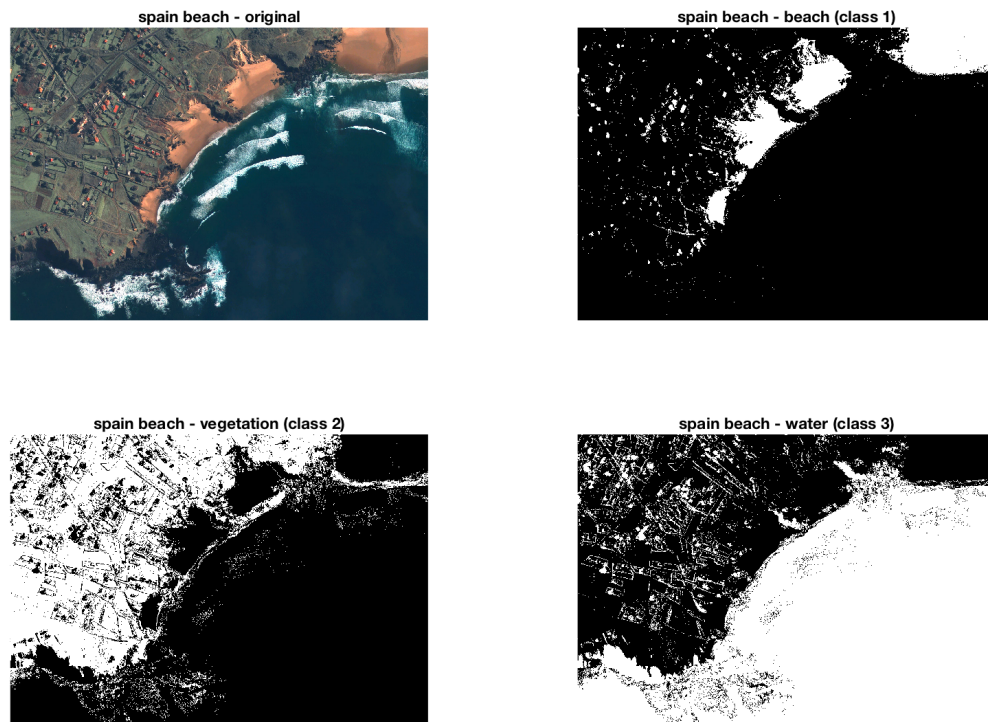 spain beach - original
spain beach - beach (class 1)
spain beach - vegetation (class 2)
spain beach - water (class 3)